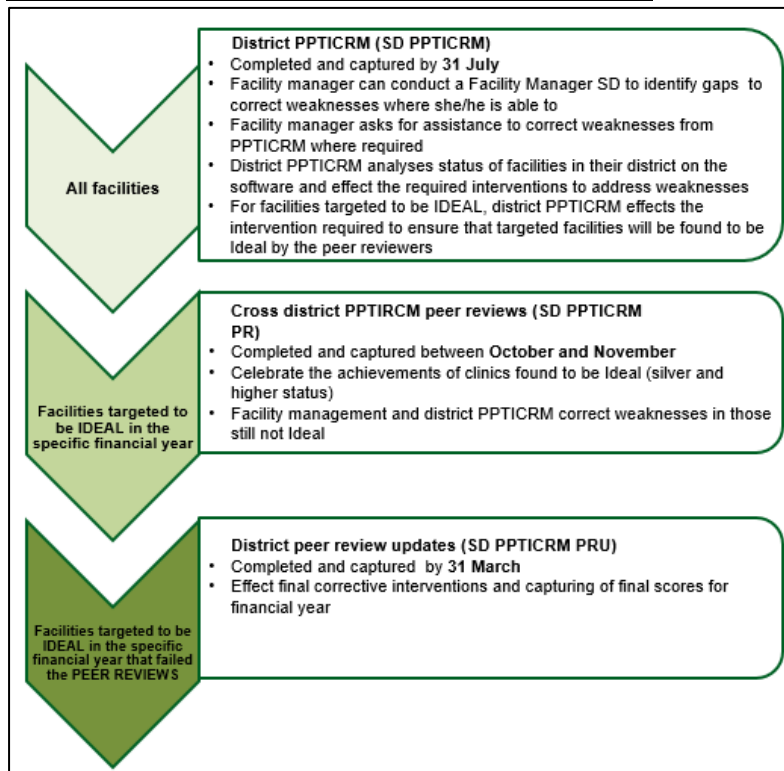 District PPTICRM (SD PPTICRM)
• Completed and captured by 31 July
• Facility manager can conduct a Facility Manager SD to identify gaps to
correct weaknesses where she/he is able to
• Facility manager asks for assistance to correct weaknesses from
PPTICRM where required
• District PPTICRM analyses status of facilities in their district on the
software and effect the required interventions to address weaknesses
• For facilities targeted to be IDEAL, district PPTICRM effects the
intervention required to ensure that targeted facilities will be found to be
Ideal by the peer reviewers
All facilities
Cross district PPTIRCM peer reviews (SD PPTICRM
PR)
• Completed and captured between October and November
• Celebrate the achievements of clinics found to be Ideal (silver and
higher status)
• Facility management and district PPTICRM correct weaknesses in those
still not Ideal
Facilities targeted to
be IDEAL in the
specific financial year
District peer review updates (SD PPTICRM PRU)
• Completed and captured by 31 March
• Effect final corrective interventions and capturing of final scores for
financial year
Facilities targeted to be
IDEAL in the specific
financial year that failed
the PEER REVIEWS